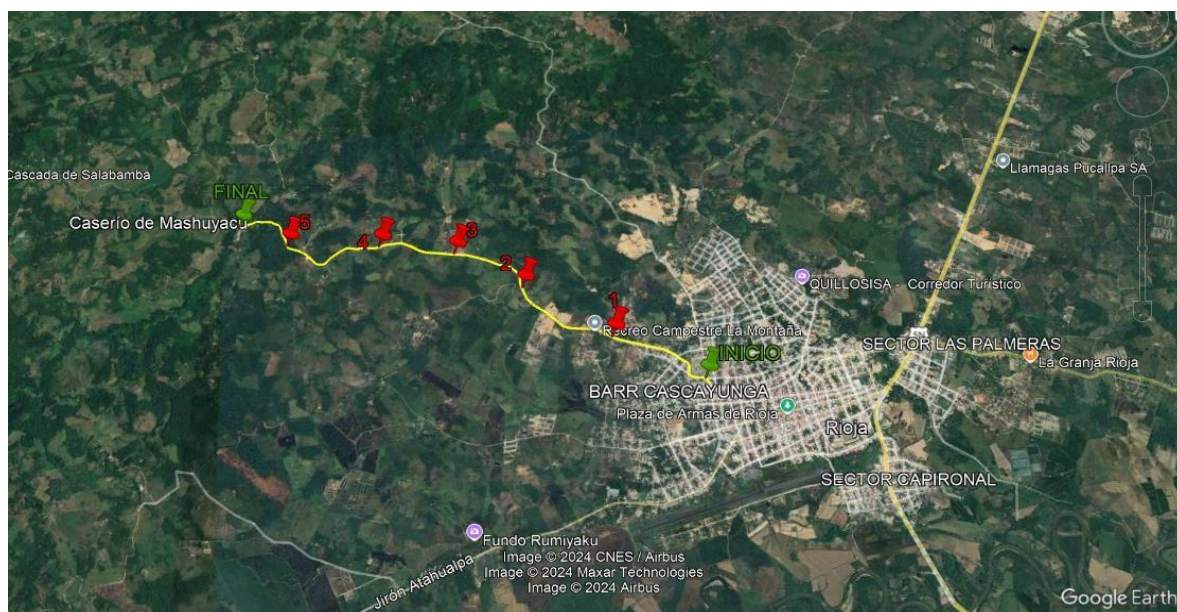 Llamagas Pucallpa SA
Cascada de Salabamba
FINAL
Caserío de Mashuyacu
5
4
3
2
1
QUILLOSISA - Corredor Turístico
Recreo Campestre La Montaña
SECTOR LAS PALMERAS
INICIO
La Granja Rioja
BARR CASCAYUNGA
Plaza de Armas de Rioja
Rioja
SECTOR CAPIRONAL
Fundo Rumiyaku
Jirón Atahualpa
Image © 2024 CNES / Airbus
Image © 2024 Maxar Technologies
Image © 2024 Airbus
Google Earth